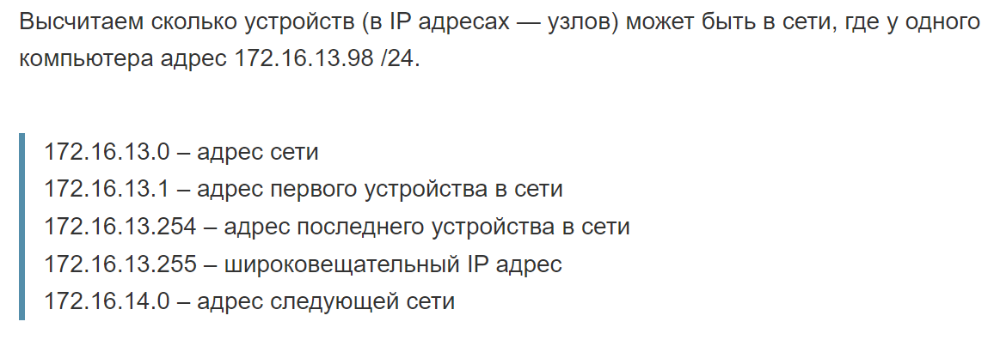 Высчитаем сколько устройств (в IP адресах — узлов) может быть в сети, где у одного
компьютера адрес 172.16.13.98 /24.
172.16.13.0 – адрес сети
172.16.13.1 – адрес первого устройства в сети
172.16.13.254 – адрес последнего устройства в сети
172.16.13.255 – широковещательный IP адрес
172.16.14.0 – адрес следующей сети